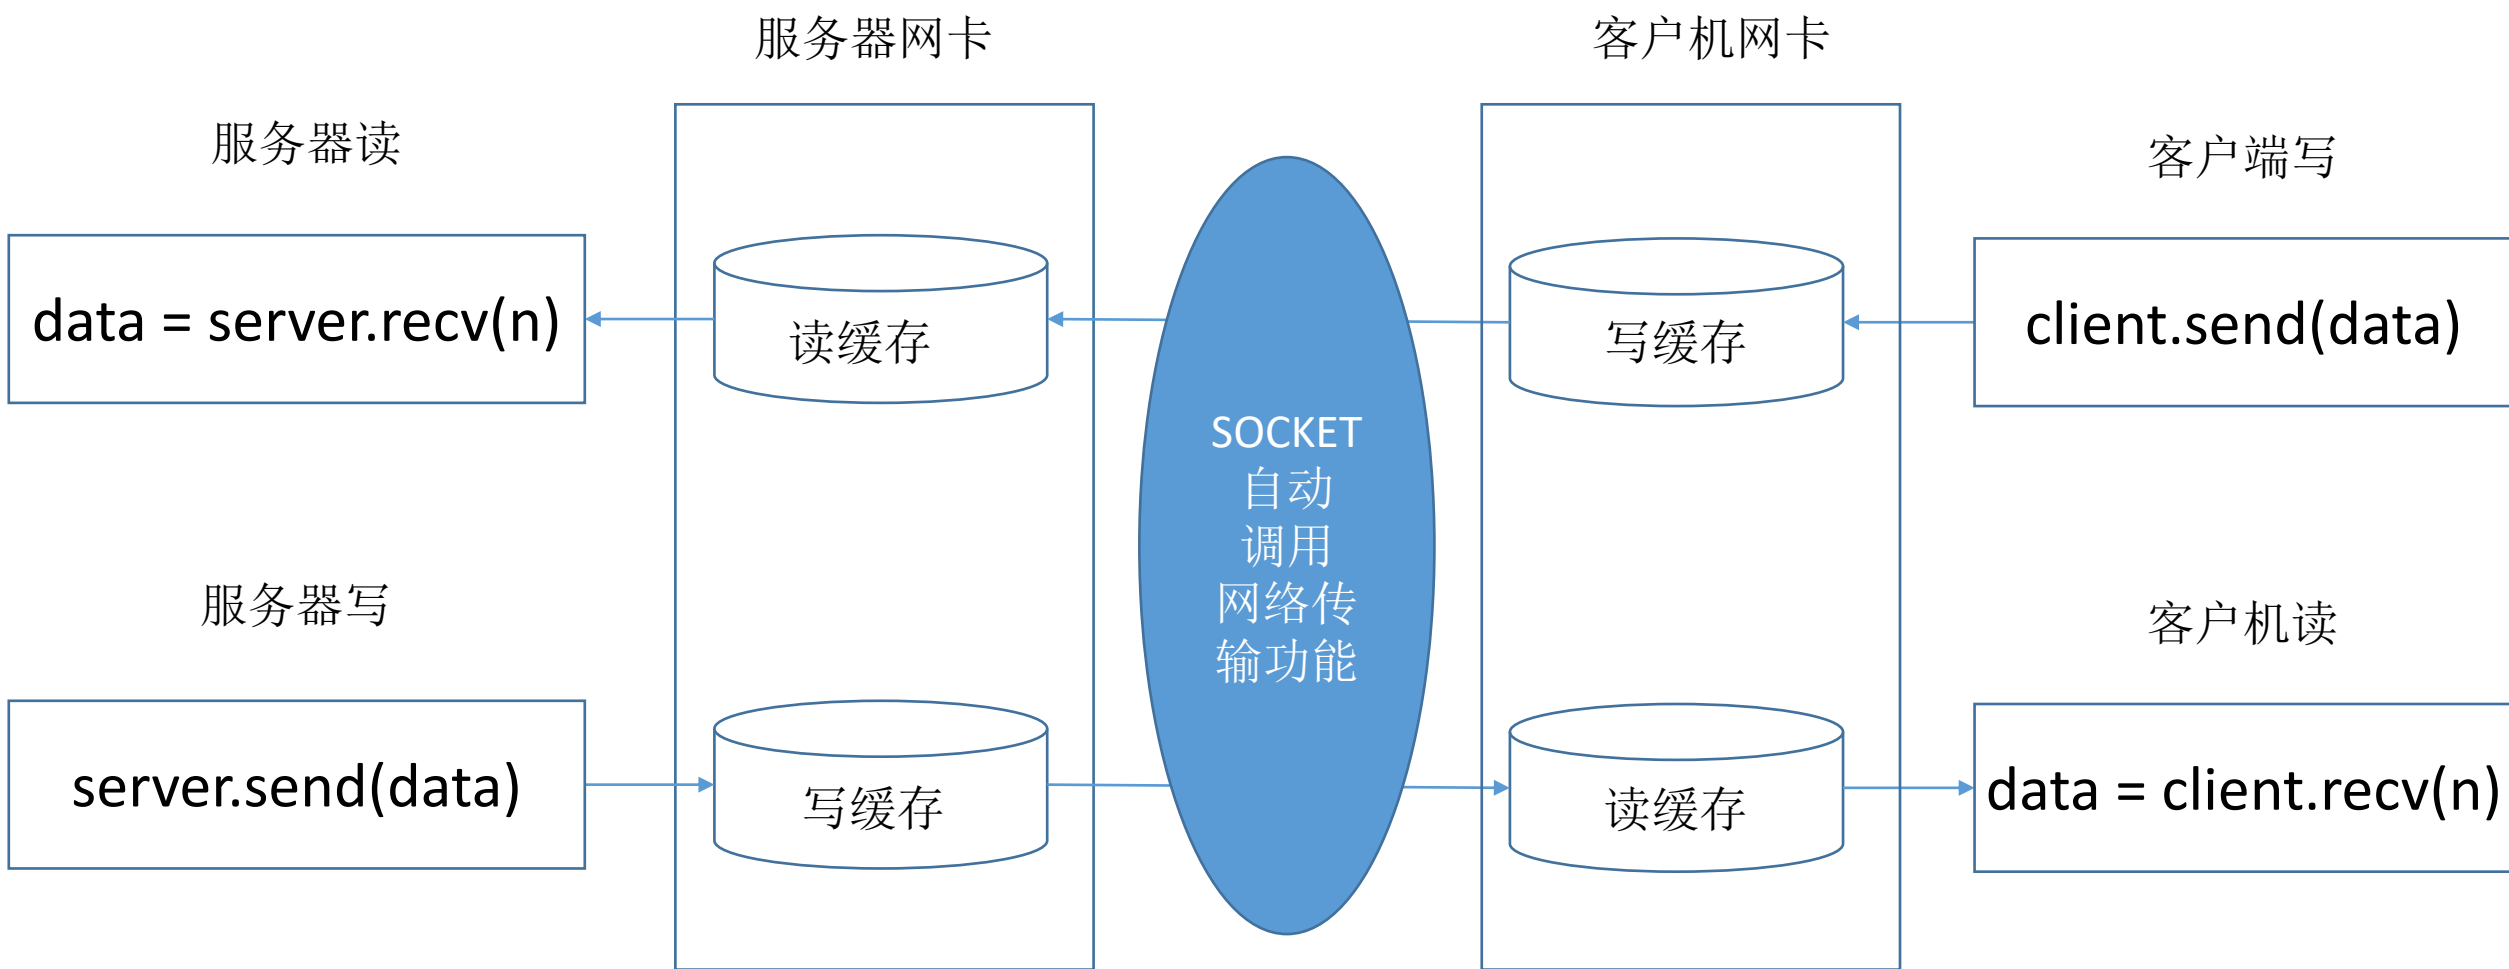 服务器网卡
客户机网卡
服务器读
客户端写
data = server.recv(n)
读缓存
写缓存
client.send(data)
SOCKET
自动
调用
网络传
输功能
服务器写
客户机读
server.send(data)
写缓存
读缓存
data = client.recv(n)